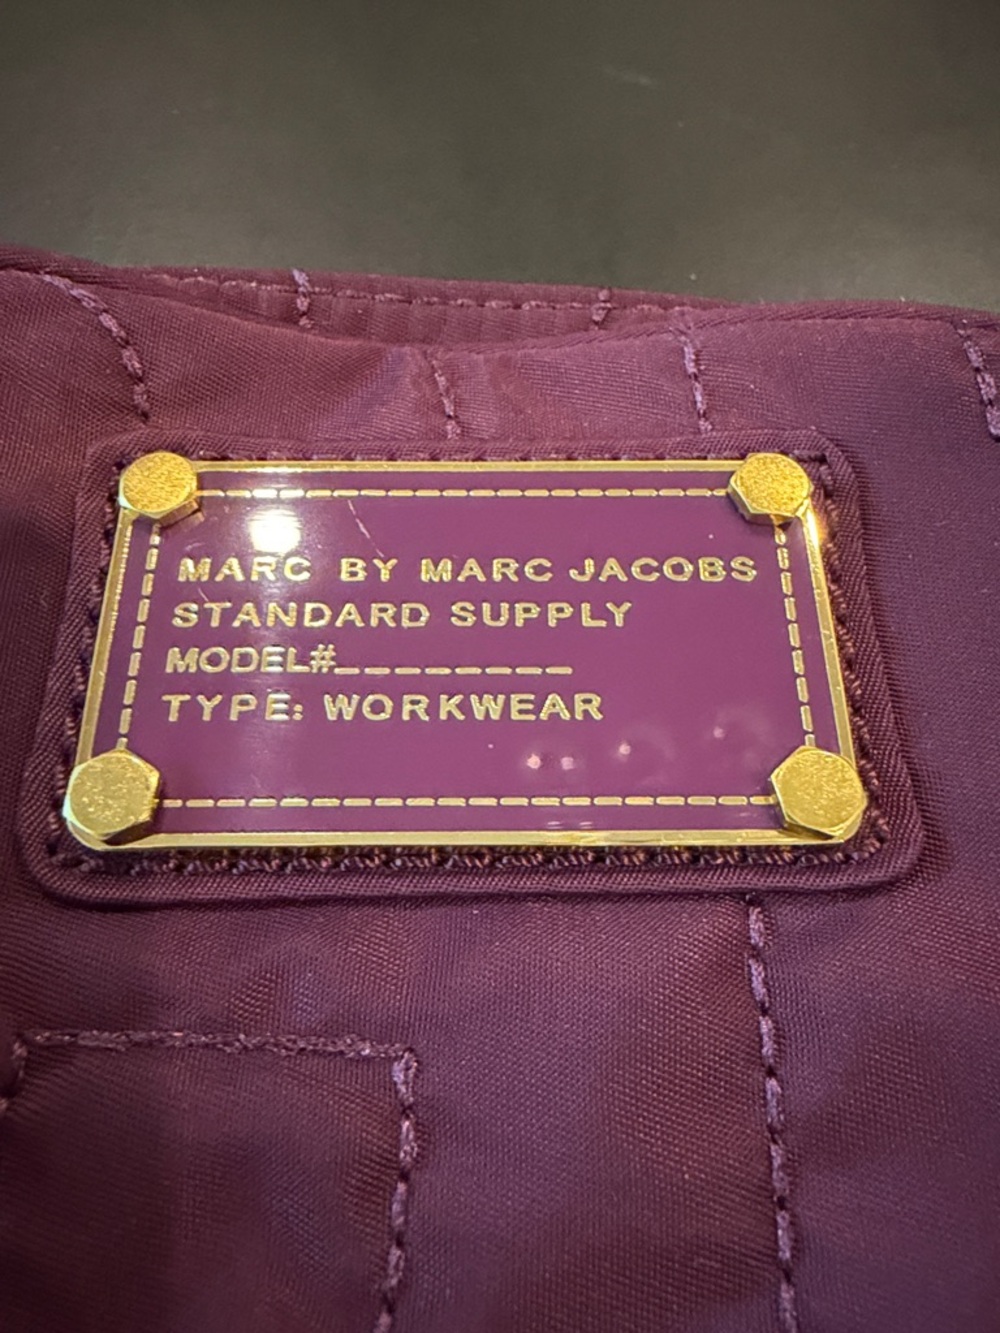 MARC BY MARC JACOBS
STANDARD SUPPLY
MODEL#_________
TYPE: WORKWEAR